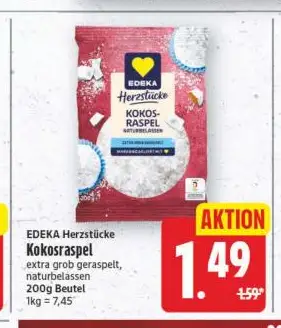 EDEKA
Herzstücke
KOKOS-
RASPEL
NATURBELASSEN
200g
EDEKA Herzstücke
Kokosraspel
extra grob geraspelt,
naturbelassen
200g Beutel
1kg = 7,45
AKTION
1.49
1.59*